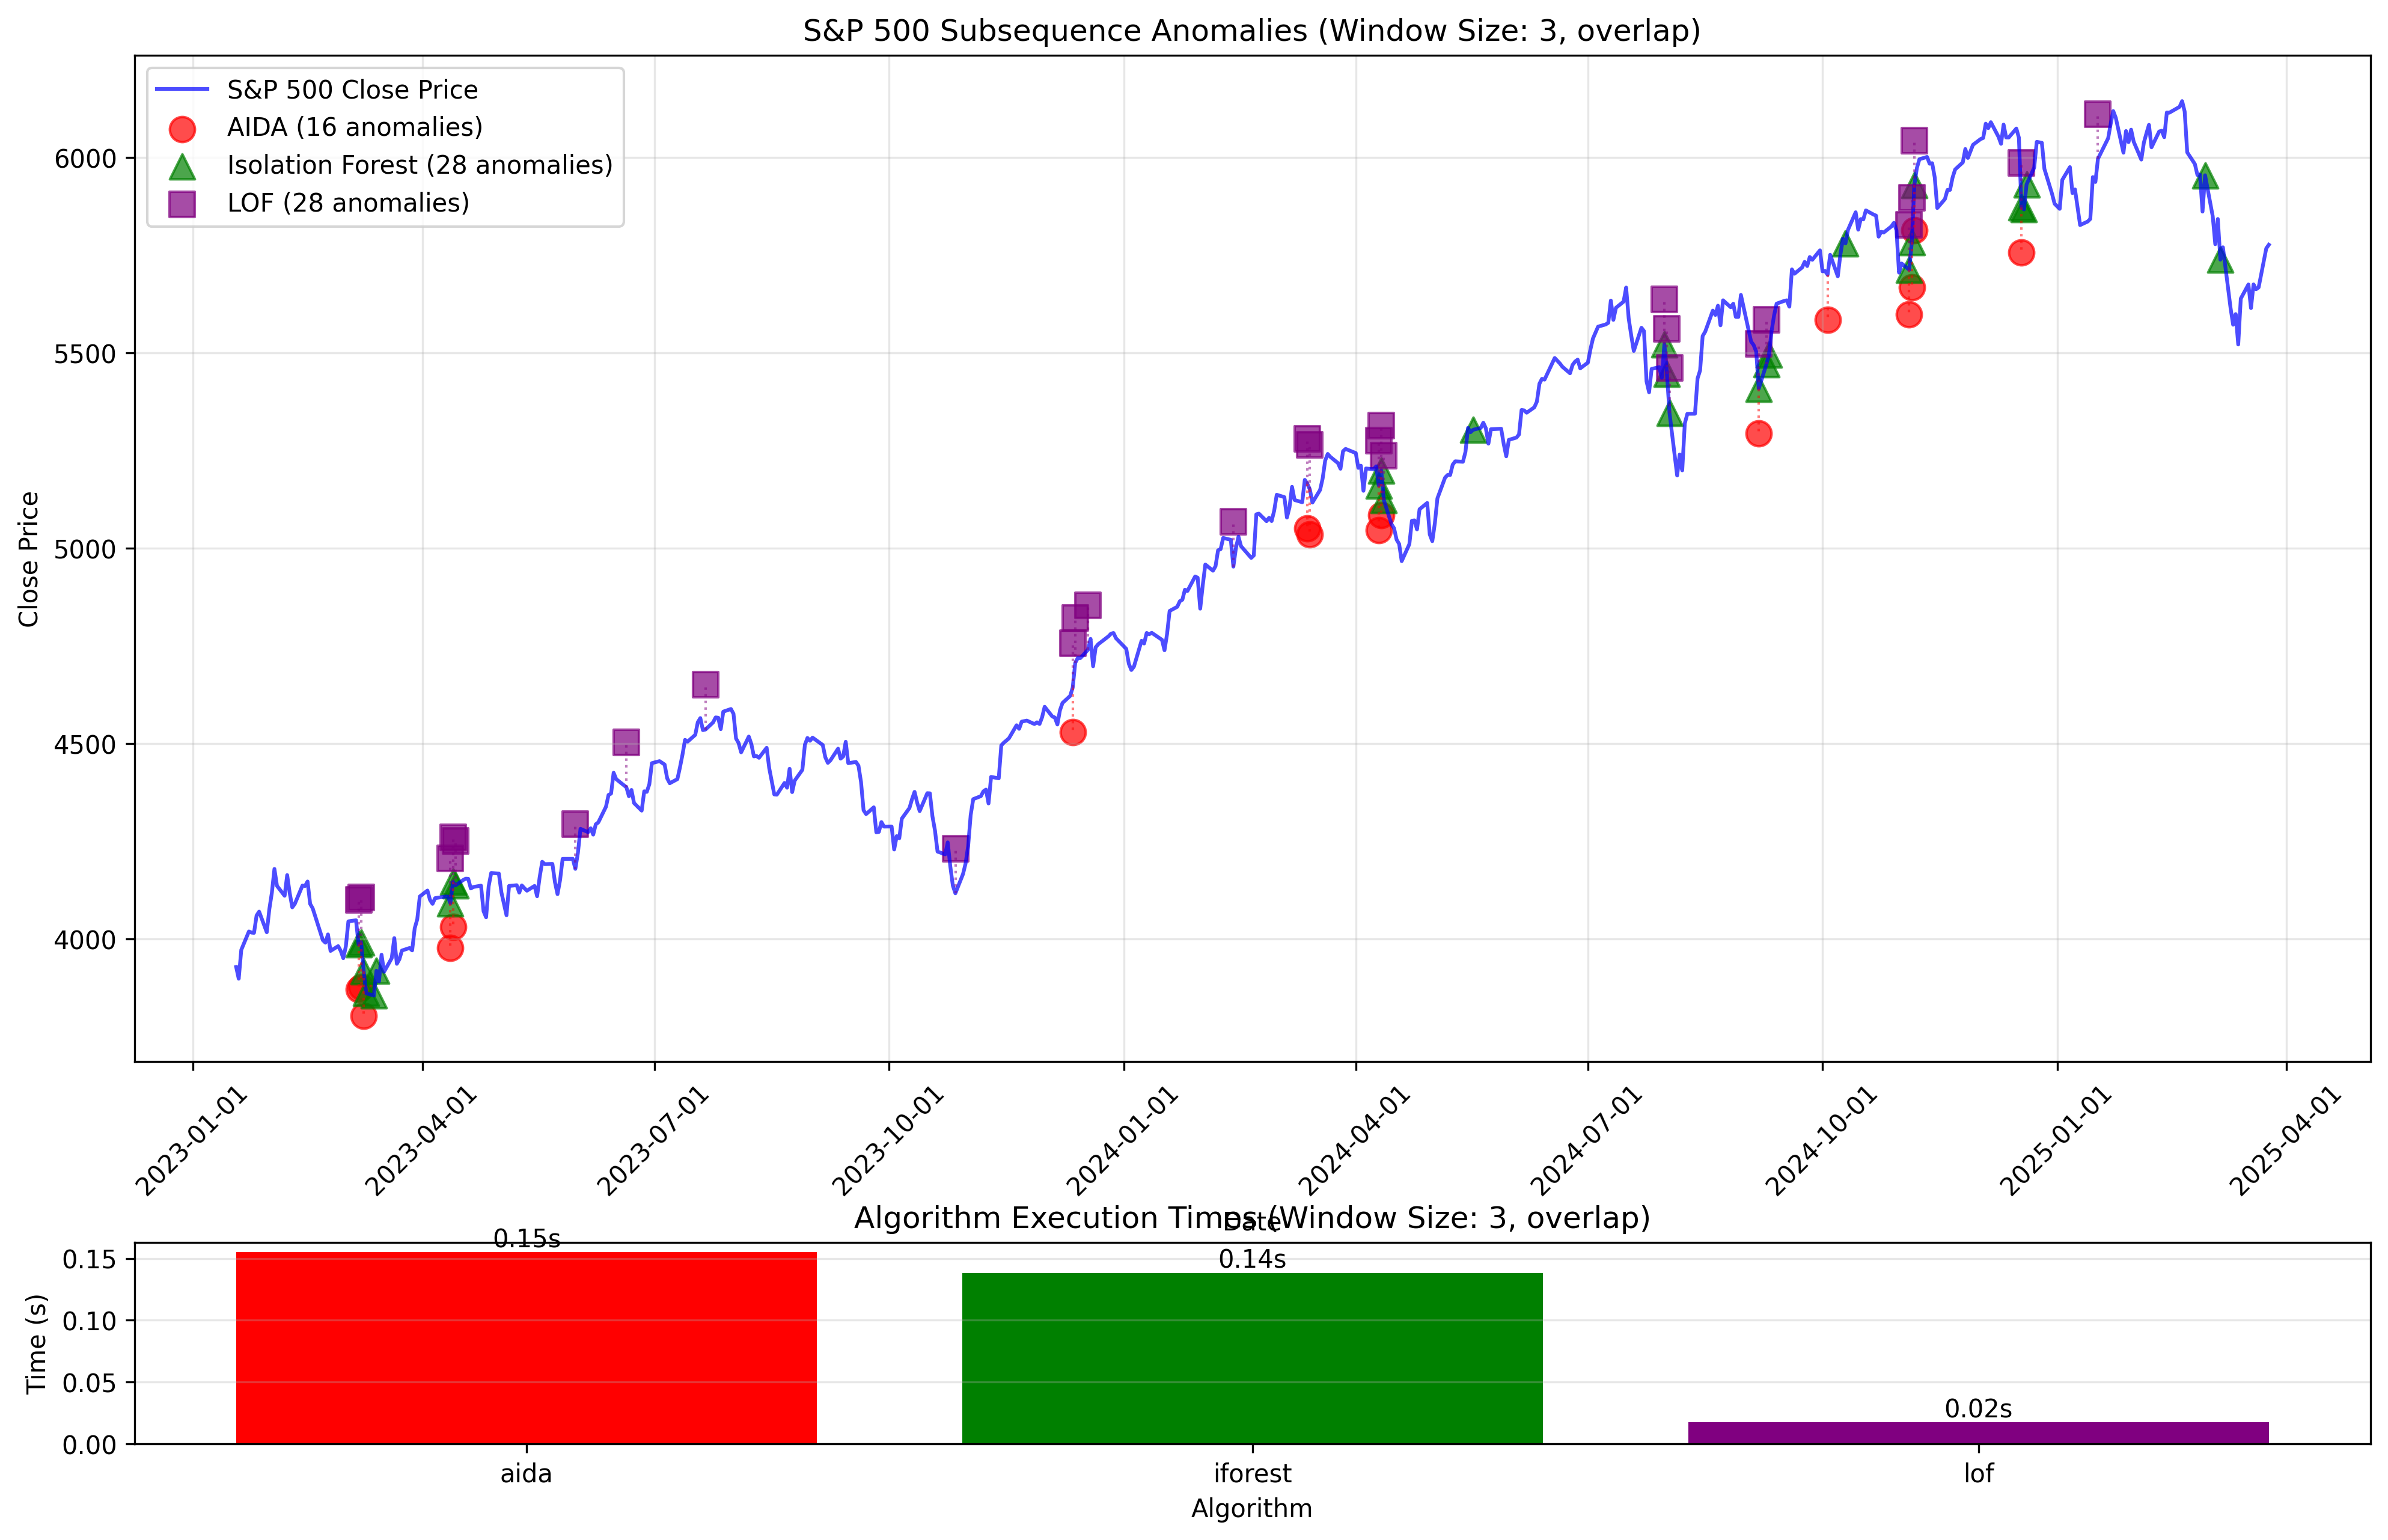 S&P 500 Subsequence Anomalies (Window Size: 3, overlap)
S&P 500 Close Price
AIDA (16 anomalies)
Isolation Forest (28 anomalies)
LOF (28 anomalies)
Close Price
6000
5500
5000
4500
4000
2023-01-01
2023-04-01
2023-07-01
2023-10-01
2024-01-01
2024-04-01
2024-07-01
2024-10-01
2025-01-01
2025-04-01
Date
Algorithm Execution Times (Window Size: 3, overlap)
Time (s)
0.15
0.10
0.05
0.00
0.15s
0.14s
0.02s
aida
iforest
lof
Algorithm